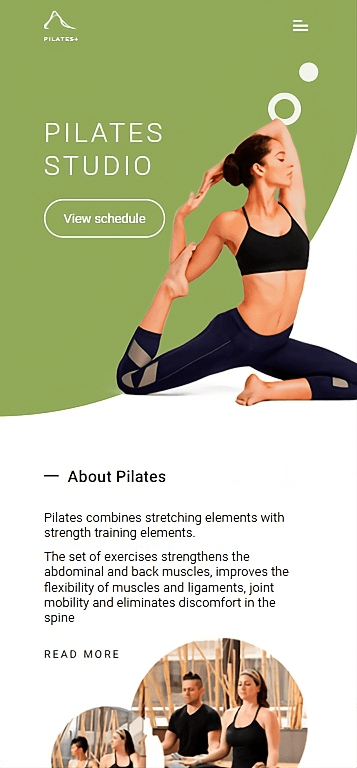 PILATES+
PILATES
STUDIO
View schedule
About Pilates
Pilates combines stretching elements with
strength training elements.
The set of exercises strengthens the
abdominal and back muscles, improves the
flexibility of muscles and ligaments, joint
mobility and eliminates discomfort in the
spine
READ MORE